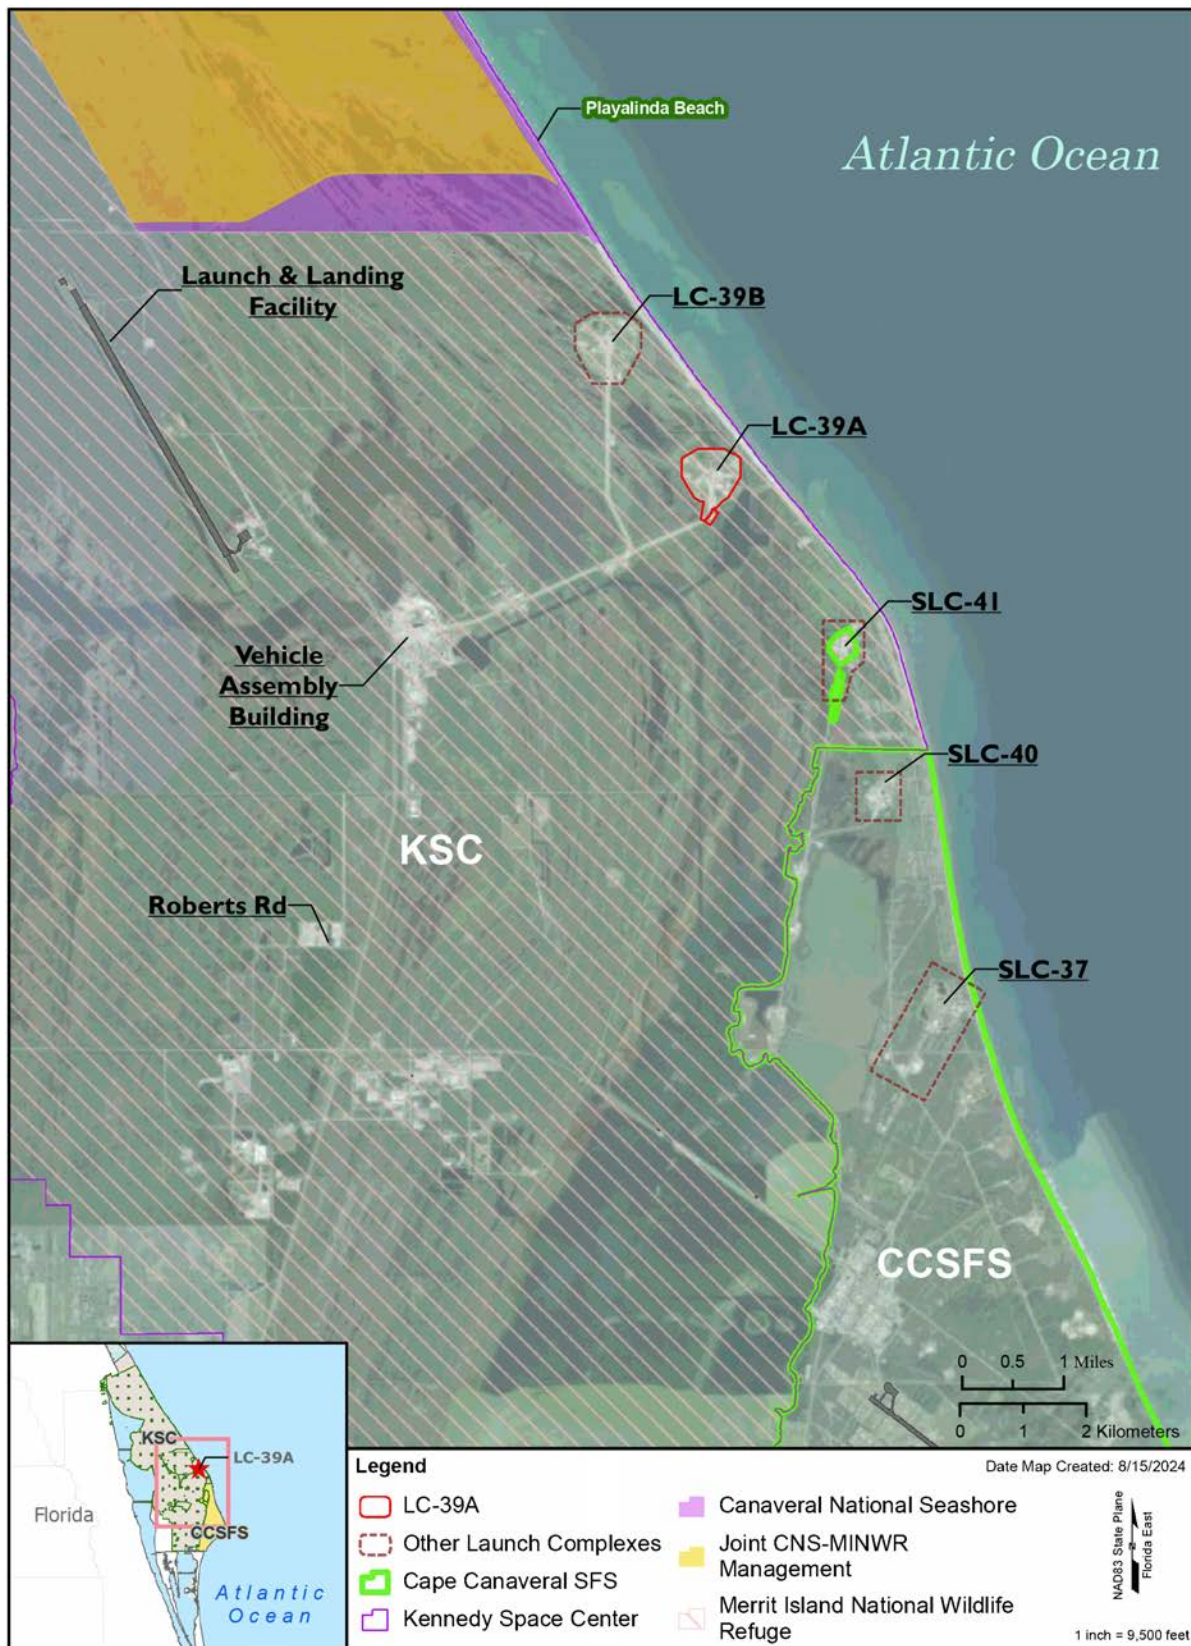 Playalinda Beach
Atlantic Ocean
Launch & Landing
Facility
LC-39B
LC-39A
SLC-41
Vehicle
Assembly
Building
SLC-40
KSC
Roberts Rd
SLC-37
CCSFS
0 0.5 1 Miles
0 1 2 Kilometers
KSC
LC-39A
Florida
CCSFS
Atlantic
Ocean
Legend
Date Map Created: 8/15/2024
LC-39A
Other Launch Complexes
Cape Canaveral SFS
Kennedy Space Center
Canaveral National Seashore
Joint CNS-MINWR
Management
Merrit Island National Wildlife
Refuge
NAD83 State Plane
Florida East
1 inch = 9,500 feet